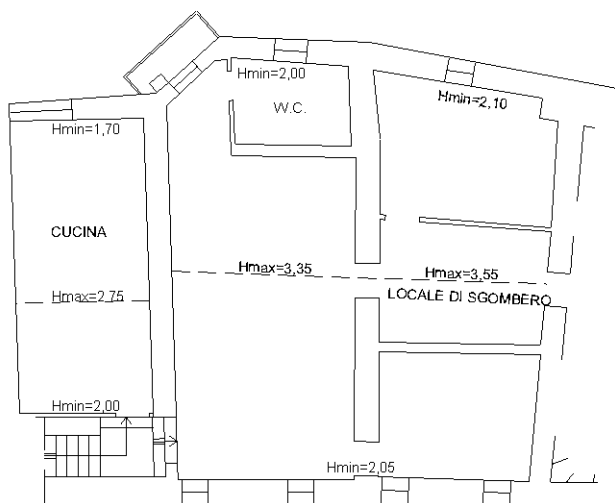 Hmin=2,00
Hmin=2,10
W.C.
Hmin=1,70
CUCINA
Hmax=3,35
Hmax=3,55
Hmax=2,75
LOCALE DI SGOMBERO
Hmin=2,00
Hmin=2,05